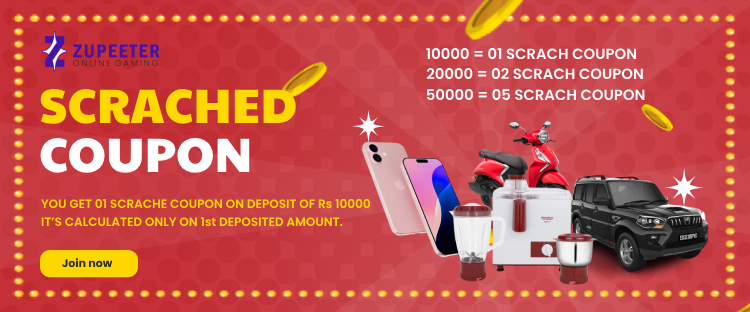 ZUPEETER
ONLINE GAMING
SCRACHED
COUPON
YOU GET 01 SCRACHE COUPON ON DEPOSIT OF Rs 10000
IT'S CALCULATED ONLY ON 1st DEPOSITED AMOUNT.
Join now
10000 = 01 SCRACH COUPON
20000 = 02 SCRACH COUPON
50000 = 05 SCRACH COUPON
SCORPIO